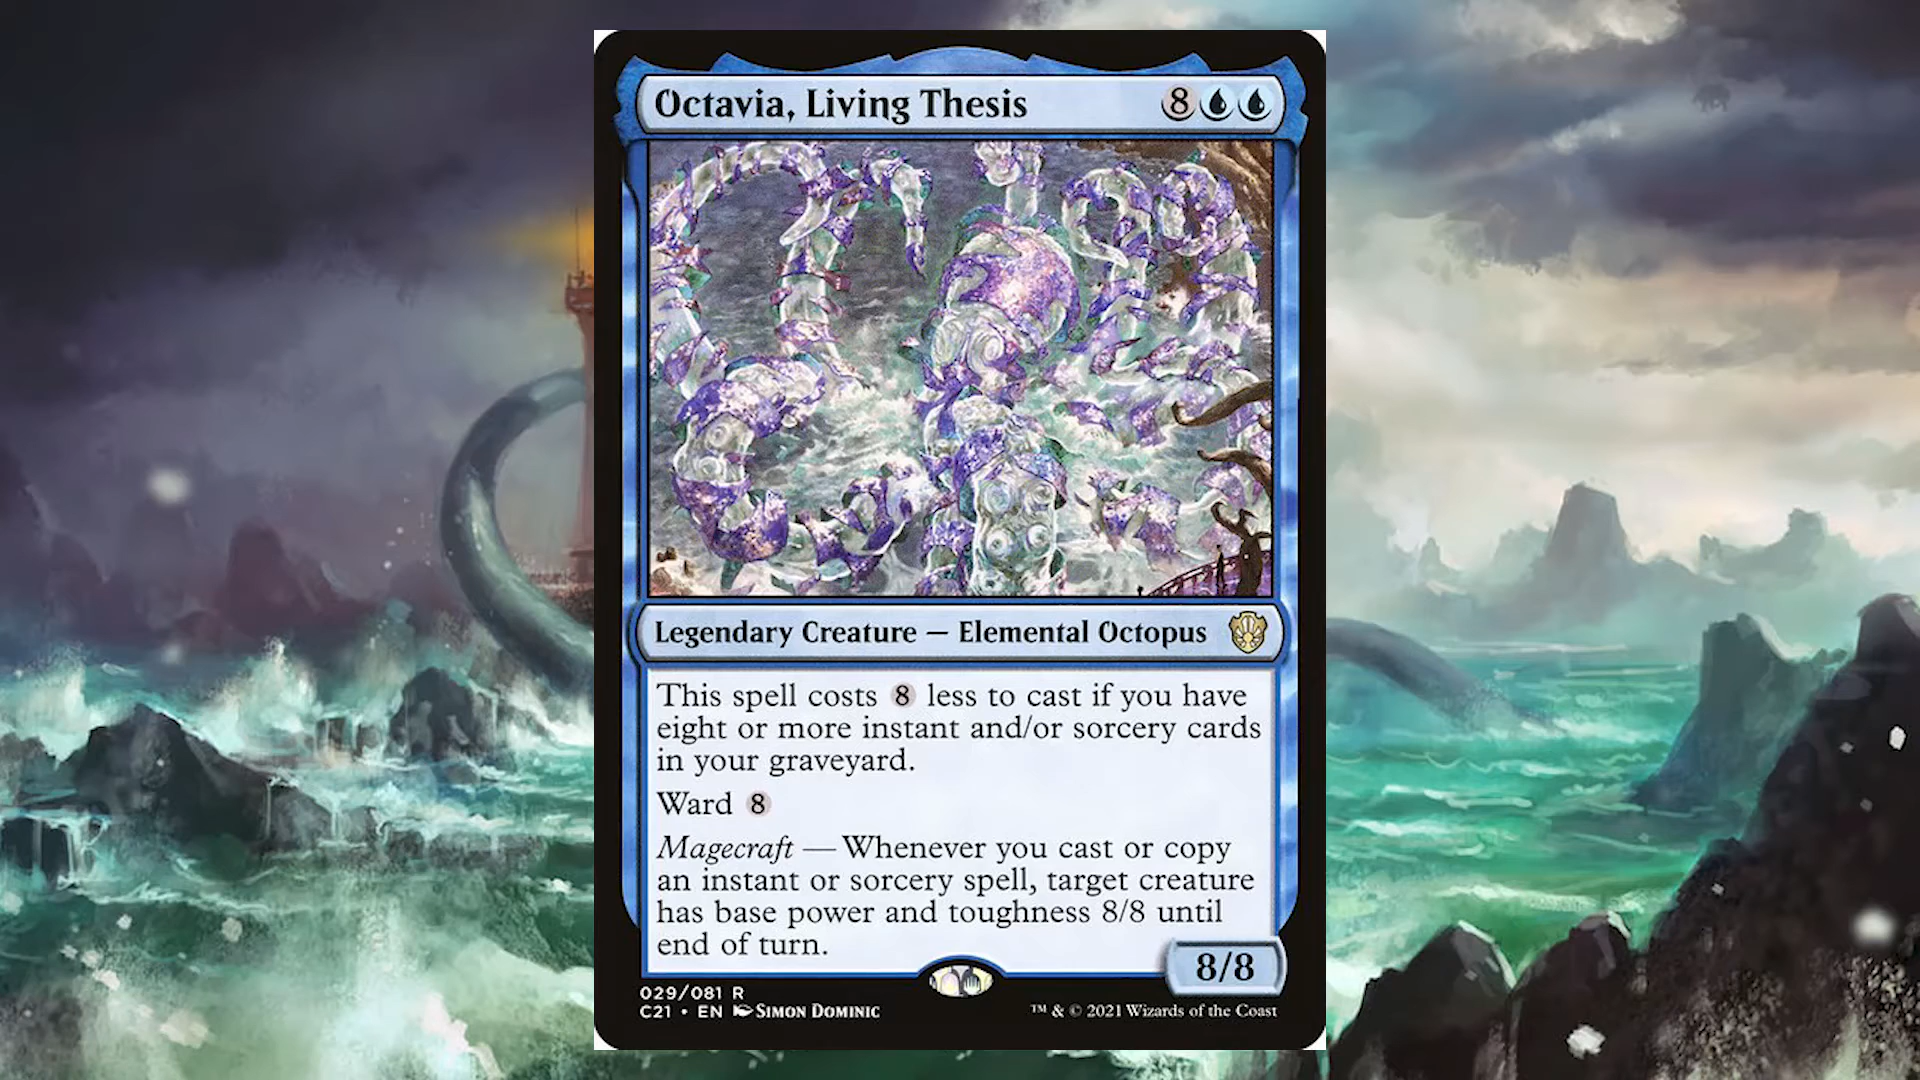 Octavia, Living Thesis 8
Legendary Creature — Elemental Octopus
This spell costs 8 less to cast if you have
eight or more instant and/or sorcery cards
in your graveyard.
Ward 8
Magecraft — Whenever you cast or copy
an instant or sorcery spell, target creature
has base power and toughness 8/8 until
end of turn.
8/8
029/081 R
C21 • EN Simon Dominic
™ & © 2021 Wizards of the Coast